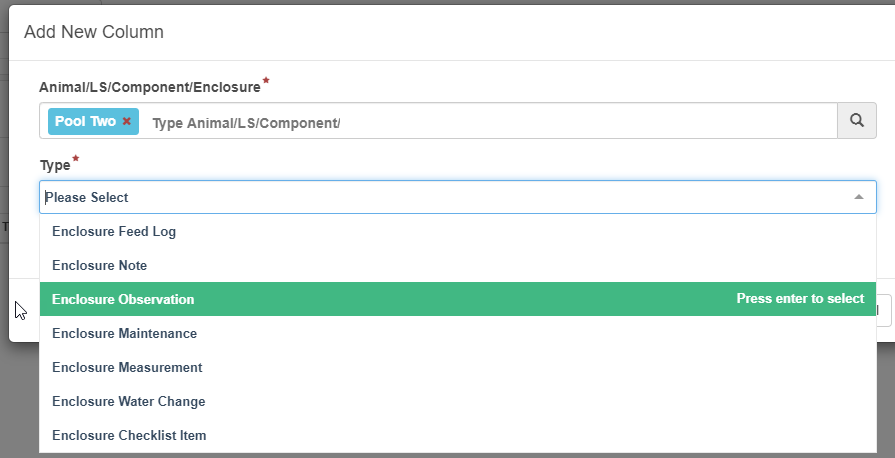 Add New Column
Animal/LS/Component/Enclosure*
Pool Two × Type Animal/LS/Component/
Type*
Please Select
Enclosure Feed Log
Enclosure Note
Enclosure Observation Press enter to select
Enclosure Maintenance
Enclosure Measurement
Enclosure Water Change
Enclosure Checklist Item